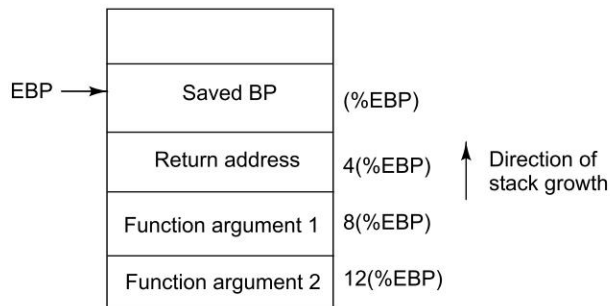 EBP
Saved BP
(%EBP)
Return address
4(%EBP)
Direction of
stack growth
Function argument 1
8(%EBP)
Function argument 2
12(%EBP)